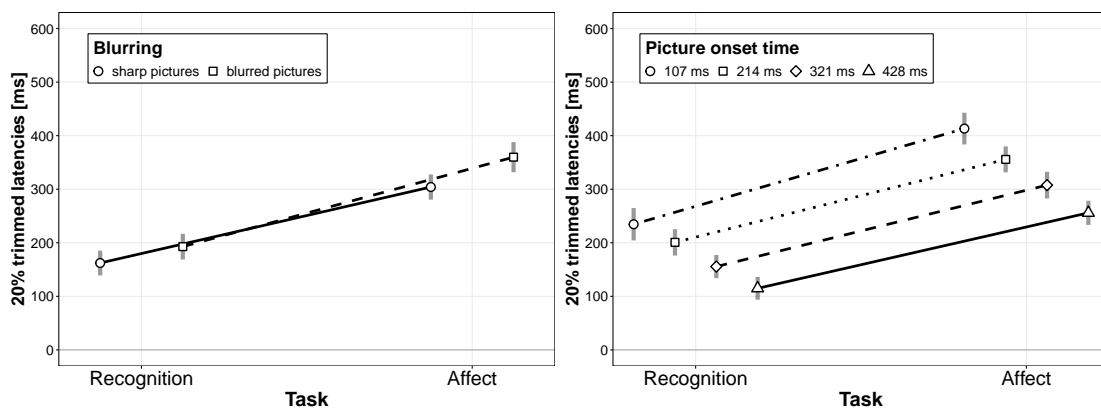 Blurring
sharp pictures blurred pictures
20% trimmed latencies [ms]
600
500
400
300
200
100
0
Recognition Affect
Task
Picture onset time
107 ms 214 ms 321 ms 428 ms
20% trimmed latencies [ms]
600
500
400
300
200
100
0
Recognition Affect
Task